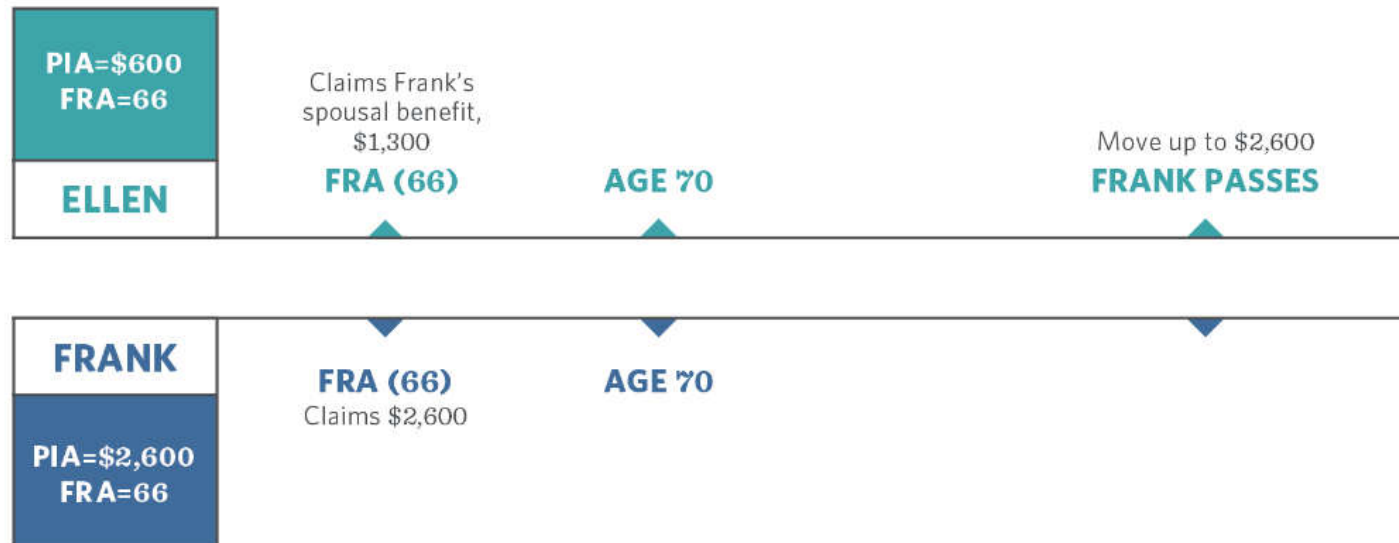 PIA=$600
FRA=66
ELLEN
Claims Frank's
spousal benefit,
$1,300
FRA (66)
AGE 70
Move up to $2,600
FRANK PASSES
FRANK
PIA=$2,600
FRA=66
FRA (66)
Claims $2,600
AGE 70